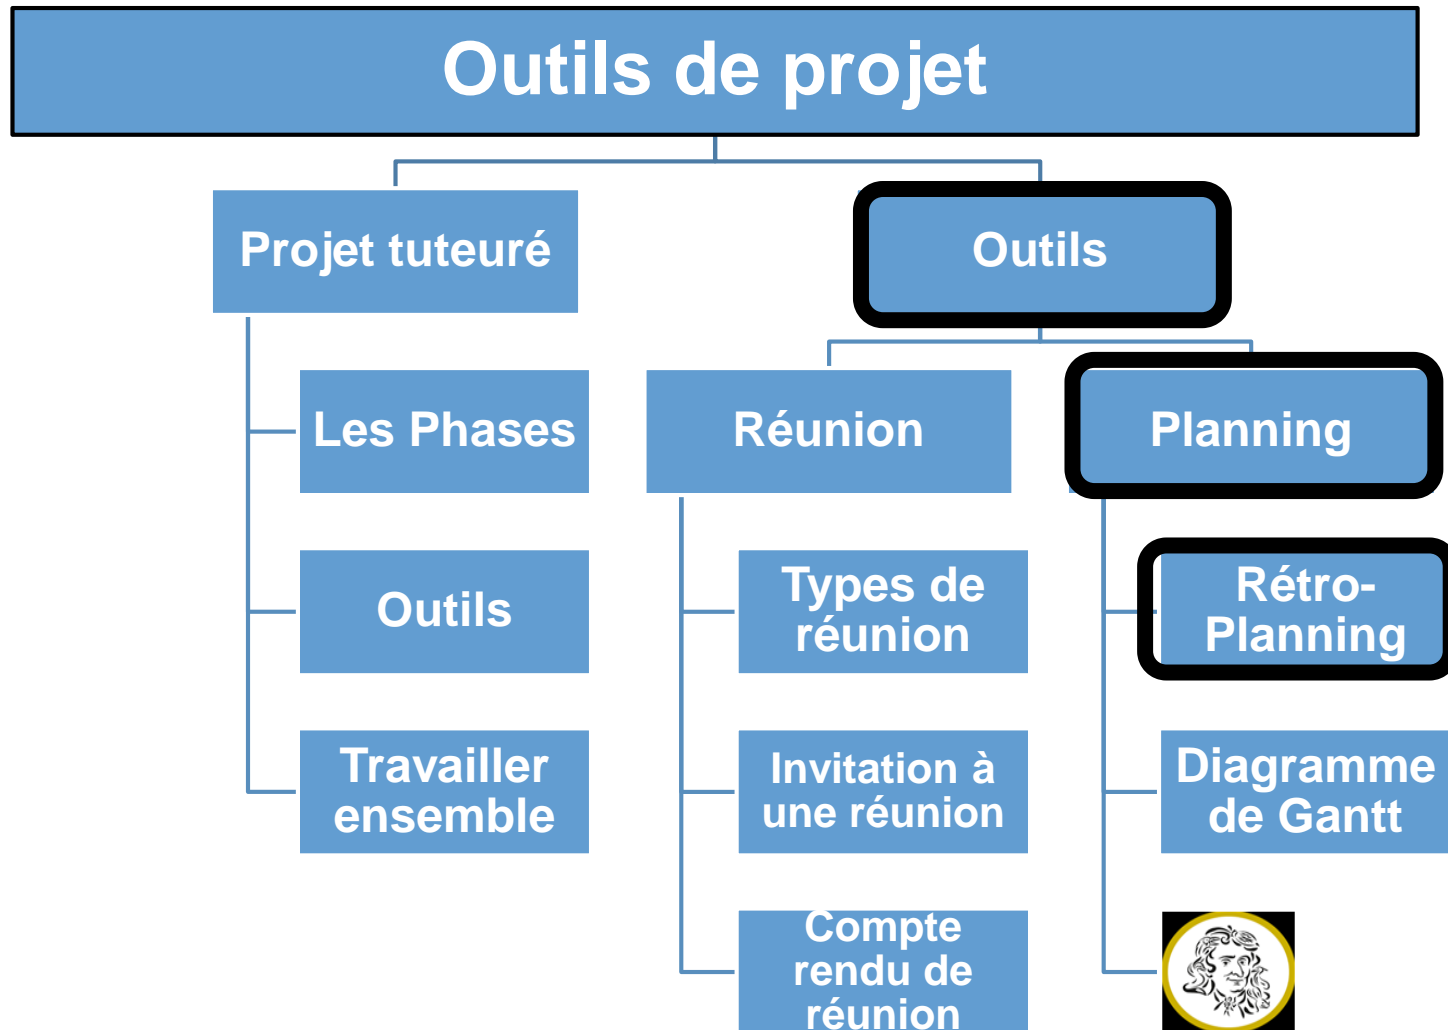 Outils de projet
Projet tuteuré
Outils
Les Phases
Réunion
Planning
Outils
Types de
réunion
Rétro-
Planning
Travailler
ensemble
Invitation à
une réunion
Diagramme
de Gantt
Compte
rendu de
réunion